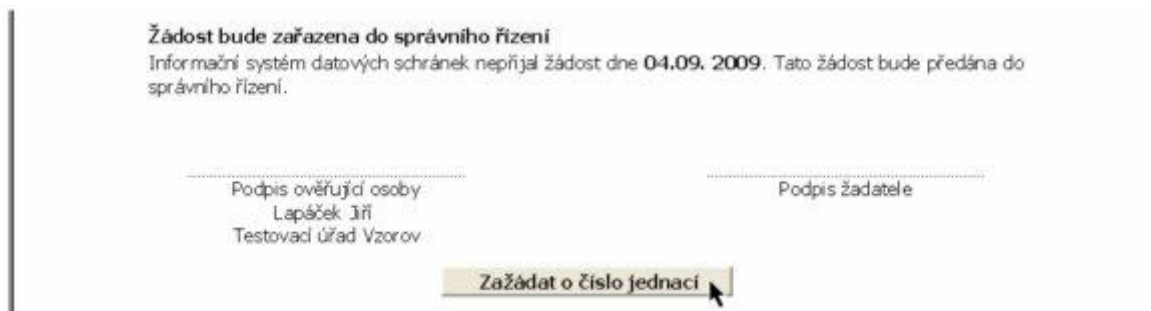 Žádost bude zařazena do správního řízení
Informační systém datových schránek nepřijal žádost dne 04.09. 2009. Tato žádost bude předána do
správního řízení.
Podpis ověřující osoby
Podpis žadatele
Lapáček Jiří
Testovací úřad Vzorov
Zažádat o číslo jednací